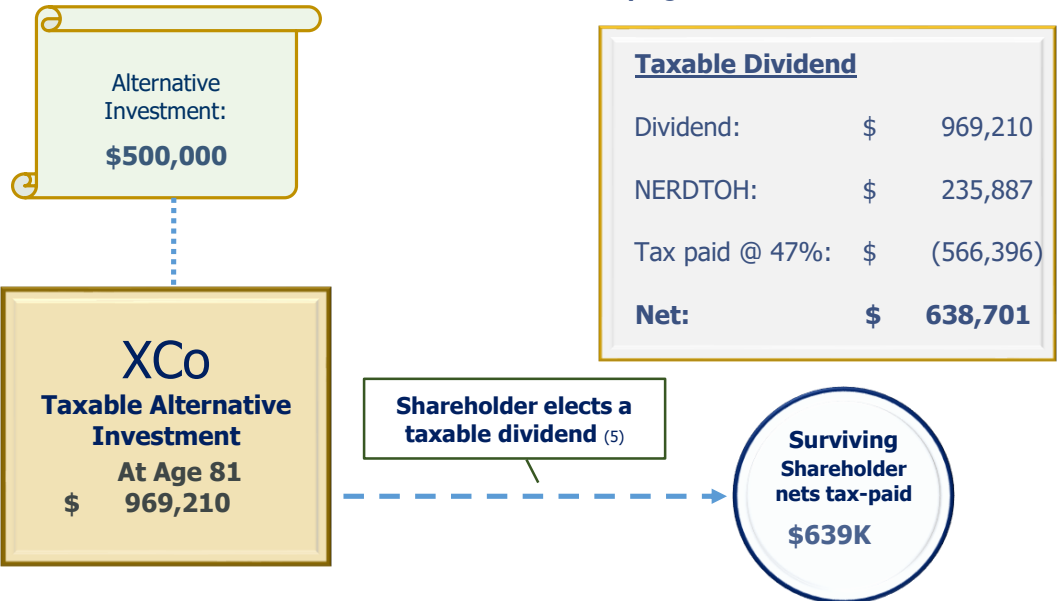 Alternative
Investment:
$500,000
Taxable Dividend
Dividend: $ 969,210
NERDTOH: $ 235,887
Tax paid @ 47%: $ (566,396)
Net: $ 638,701
XCo
Taxable Alternative
Investment
At Age 81
$ 969,210
Shareholder elects a
taxable dividend (5)
Surviving
Shareholder
nets tax-paid
$639K